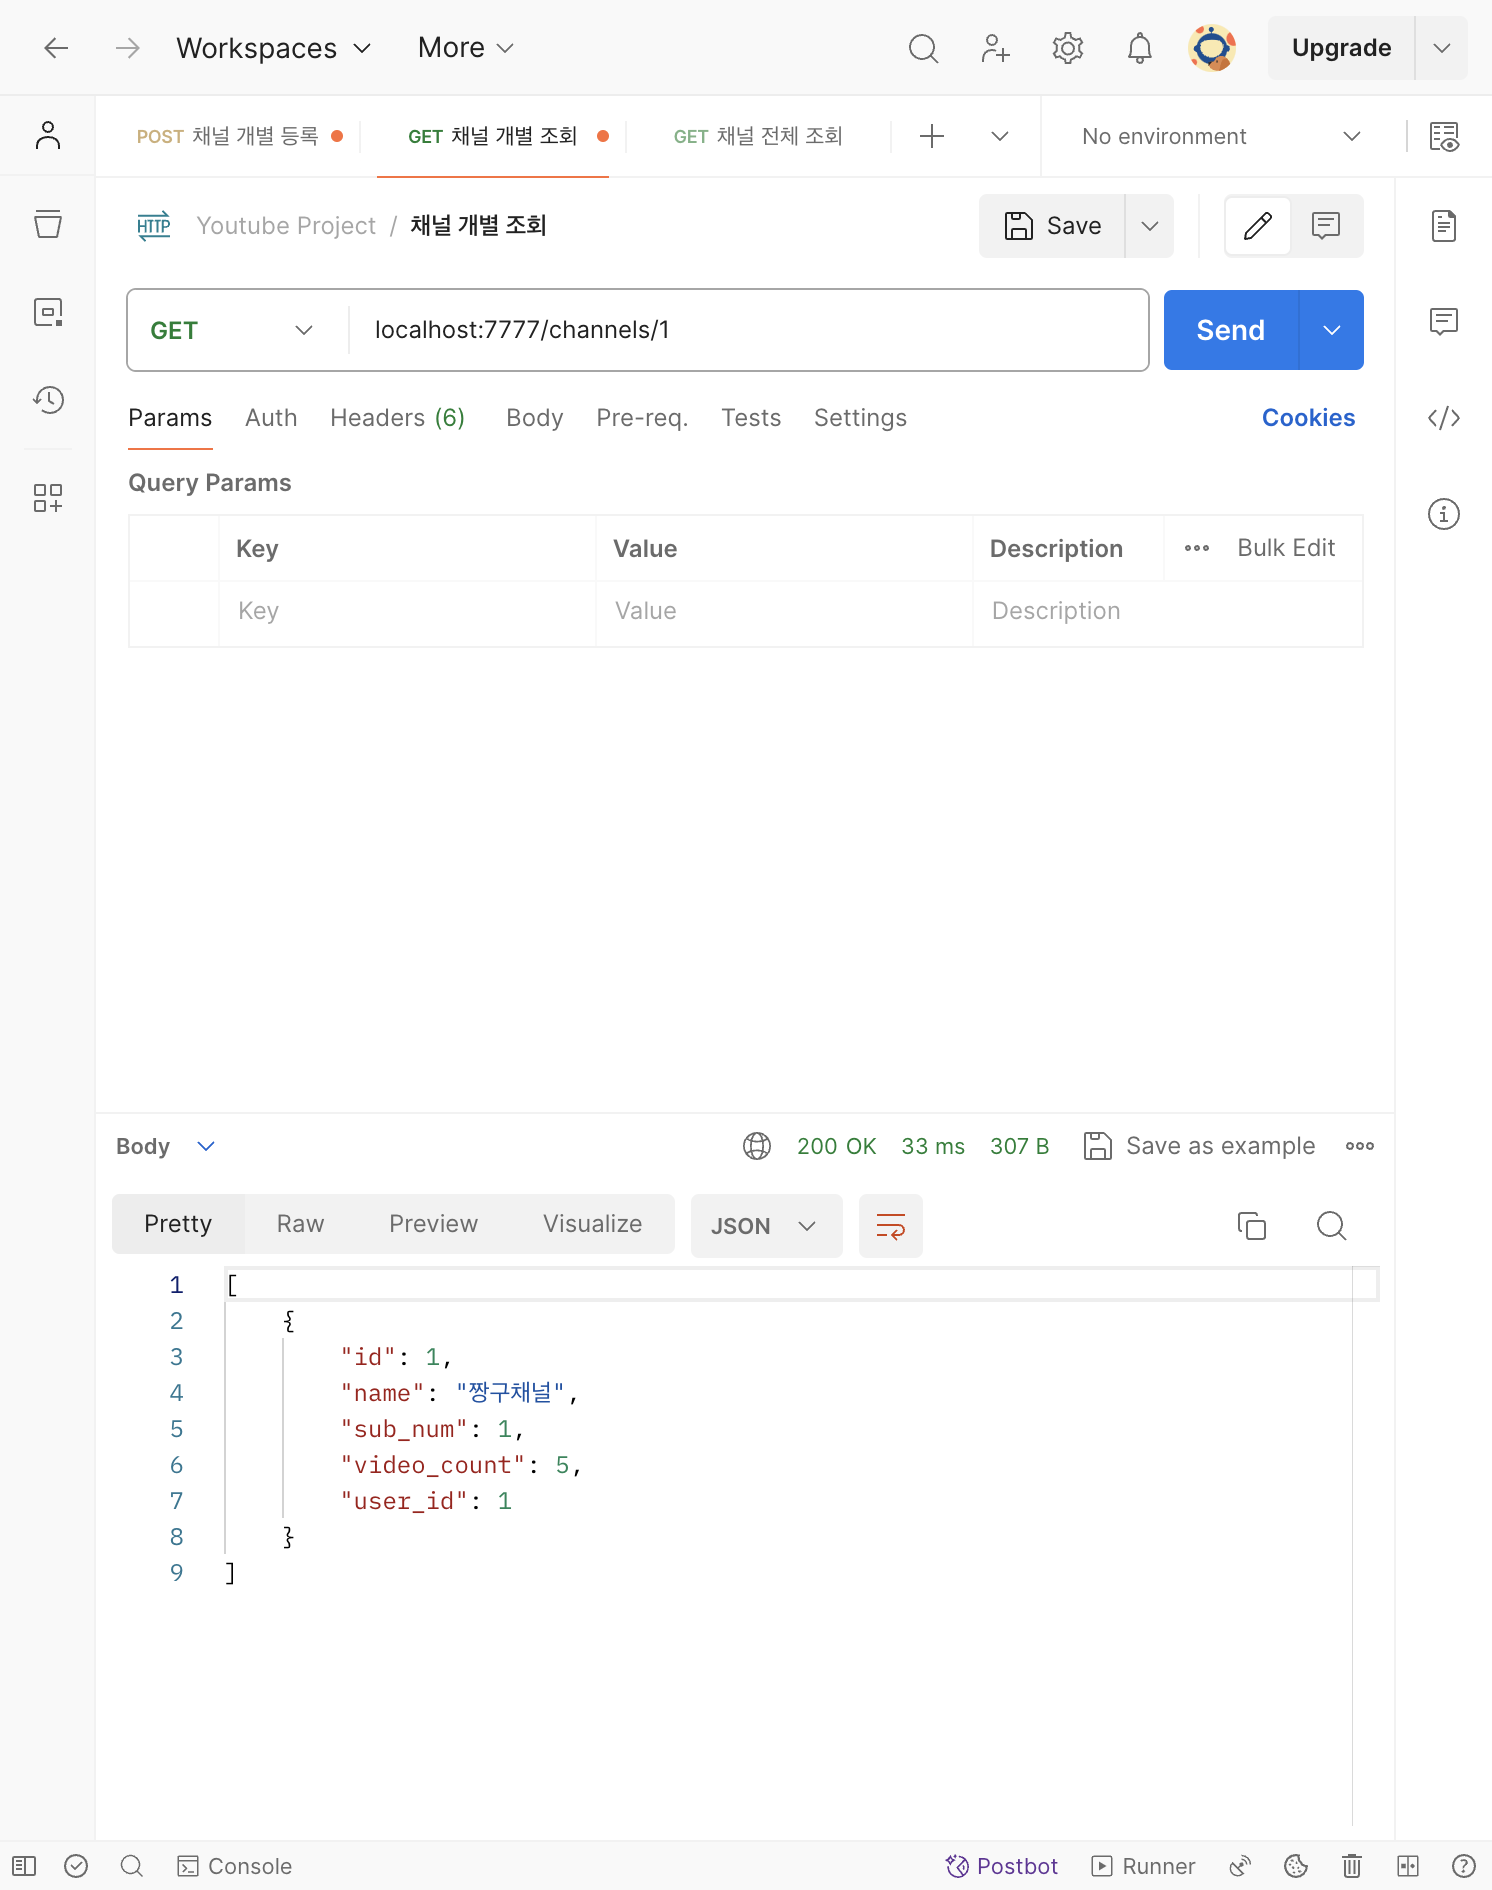 Workspaces More Upgrade
POST 채널 개별 등록 GET 채널 개별 조회 GET 채널 전체 조회 No environment
HTTP Youtube Project / 채널 개별 조회 Save
GET localhost:7777/channels/1 Send
Params Auth Headers (6) Body Pre-req. Tests Settings Cookies
Query Params
Key Value Description Bulk Edit
Key Value Description
Body 200 OK 33 ms 307 B Save as example
Pretty Raw Preview Visualize JSON
1 [
2 {
3 "id": 1,
4 "name": "짱구채널",
5 "sub_num": 1,
6 "video_count": 5,
7 "user_id": 1
8 }
9 ]
Console Postbot Runner